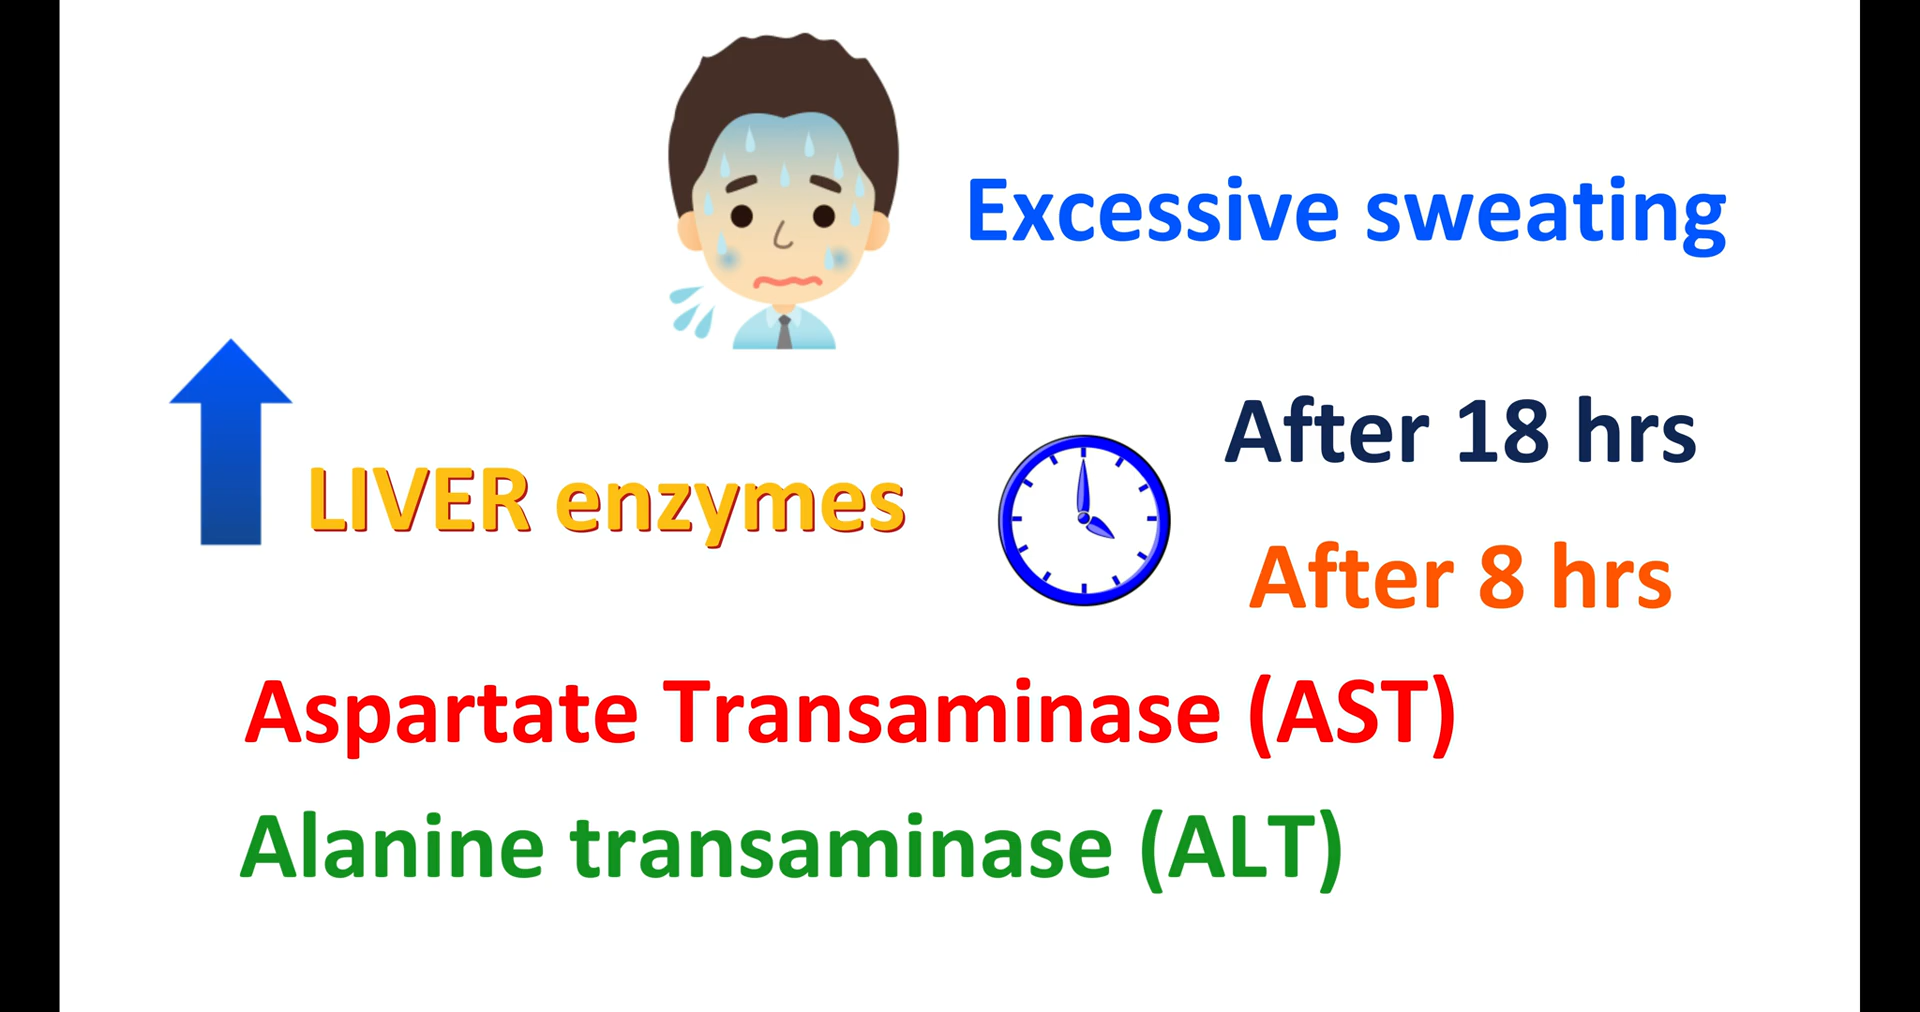 Excessive sweating
After 18 hrs
LIVER enzymes
After 8 hrs
Aspartate Transaminase (AST)
Alanine transaminase (ALT)